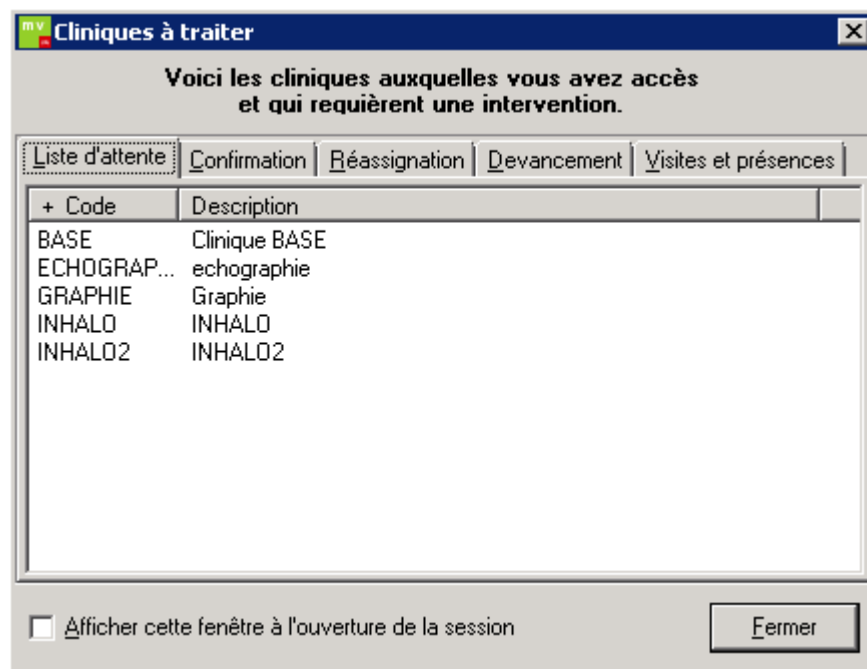 mv Cliniques à traiter
Voici les cliniques auxquelles vous avez accès
et qui requièrent une intervention.
Liste d'attente Confirmation Réassignation Devancement Visites et présences
+ Code Description
BASE Clinique BASE
ECHOGRAP... echographie
GRAPHIE Graphie
INHALO INHALO
INHALO2 INHALO2
Afficher cette fenêtre à l'ouverture de la session Fermer